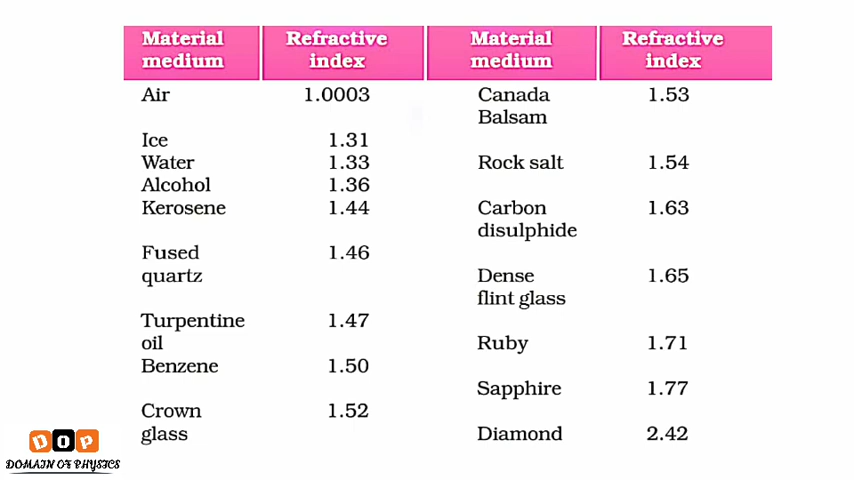 Material medium Refractive index Material medium Refractive index
Air 1.0003 Canada Balsam 1.53
Ice 1.31
Water 1.33 Rock salt 1.54
Alcohol 1.36
Kerosene 1.44 Carbon disulphide 1.63
Fused quartz 1.46 Dense flint glass 1.65
Turpentine oil 1.47 Ruby 1.71
Benzene 1.50 Sapphire 1.77
Crown glass 1.52 Diamond 2.42
DOP
DOMAIN OF PHYSICS